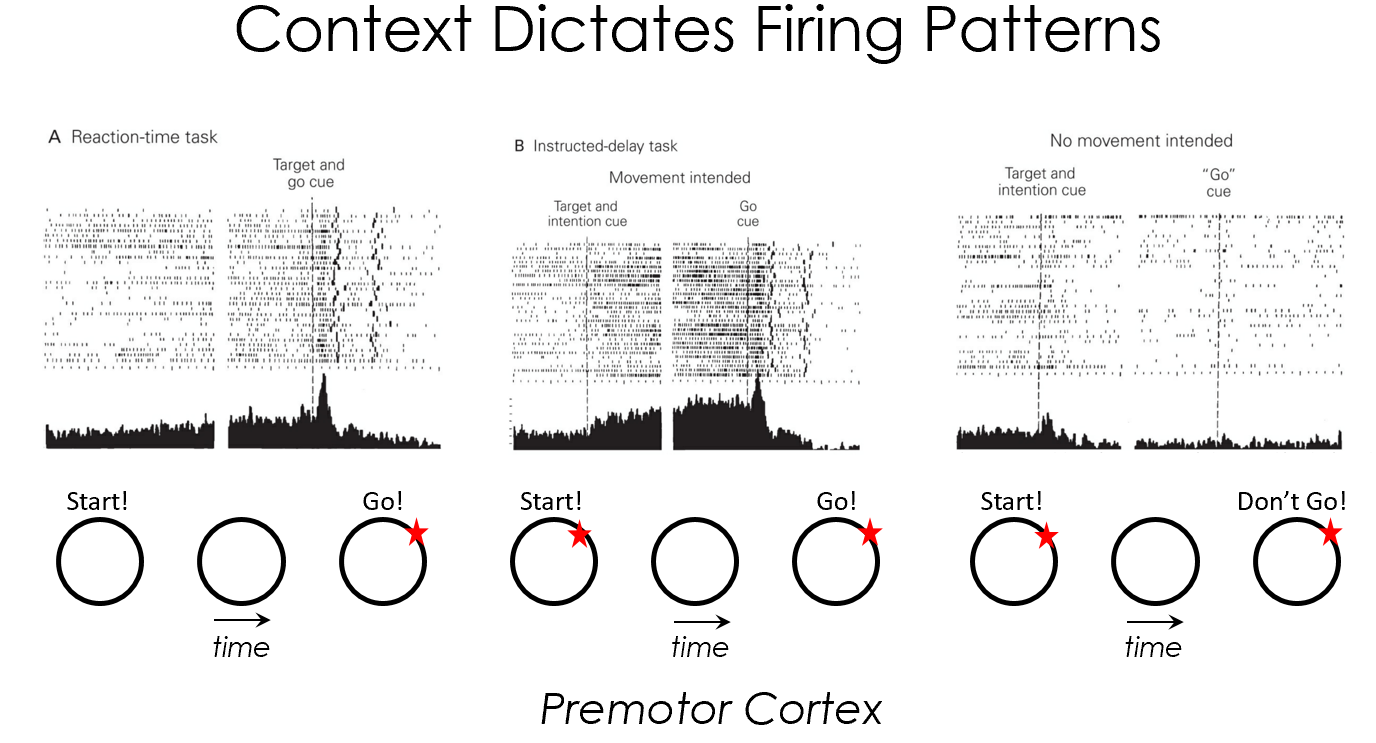 Context Dictates Firing Patterns
A Reaction-time task
Target and
go cue
B Instructed-delay task
Movement intended
Target and
intention cue
Go
cue
No movement intended
Target and
intention cue
“Go”
cue
Start!
Go!
time
Start!
Go!
time
Start!
Don’t Go!
time
Premotor Cortex